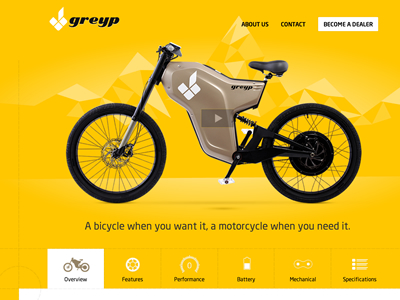 greyp
ABOUT US
CONTACT
BECOME A DEALER
greyp
A bicycle when you want it, a motorcycle when you need it.
Overview
Features
Performance
Battery
Mechanical
Specifications